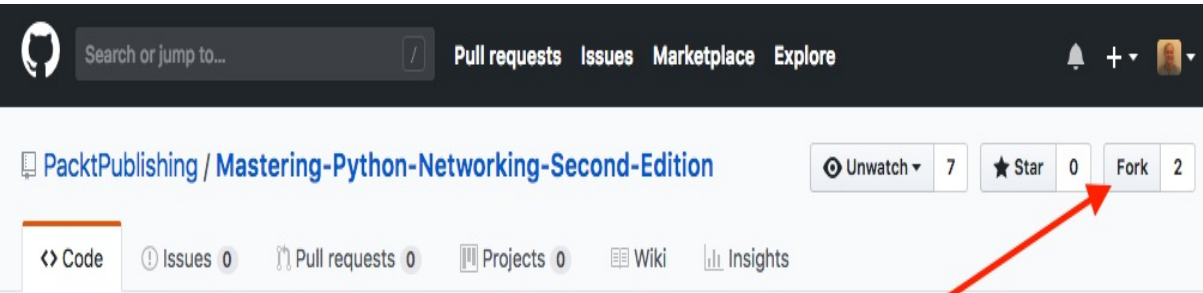 Search or jump to... / Pull requests Issues Marketplace Explore
PacktPublishing / Mastering-Python-Networking-Second-Edition Unwatch 7 Star 0 Fork 2
Code Issues 0 Pull requests 0 Projects 0 Wiki Insights